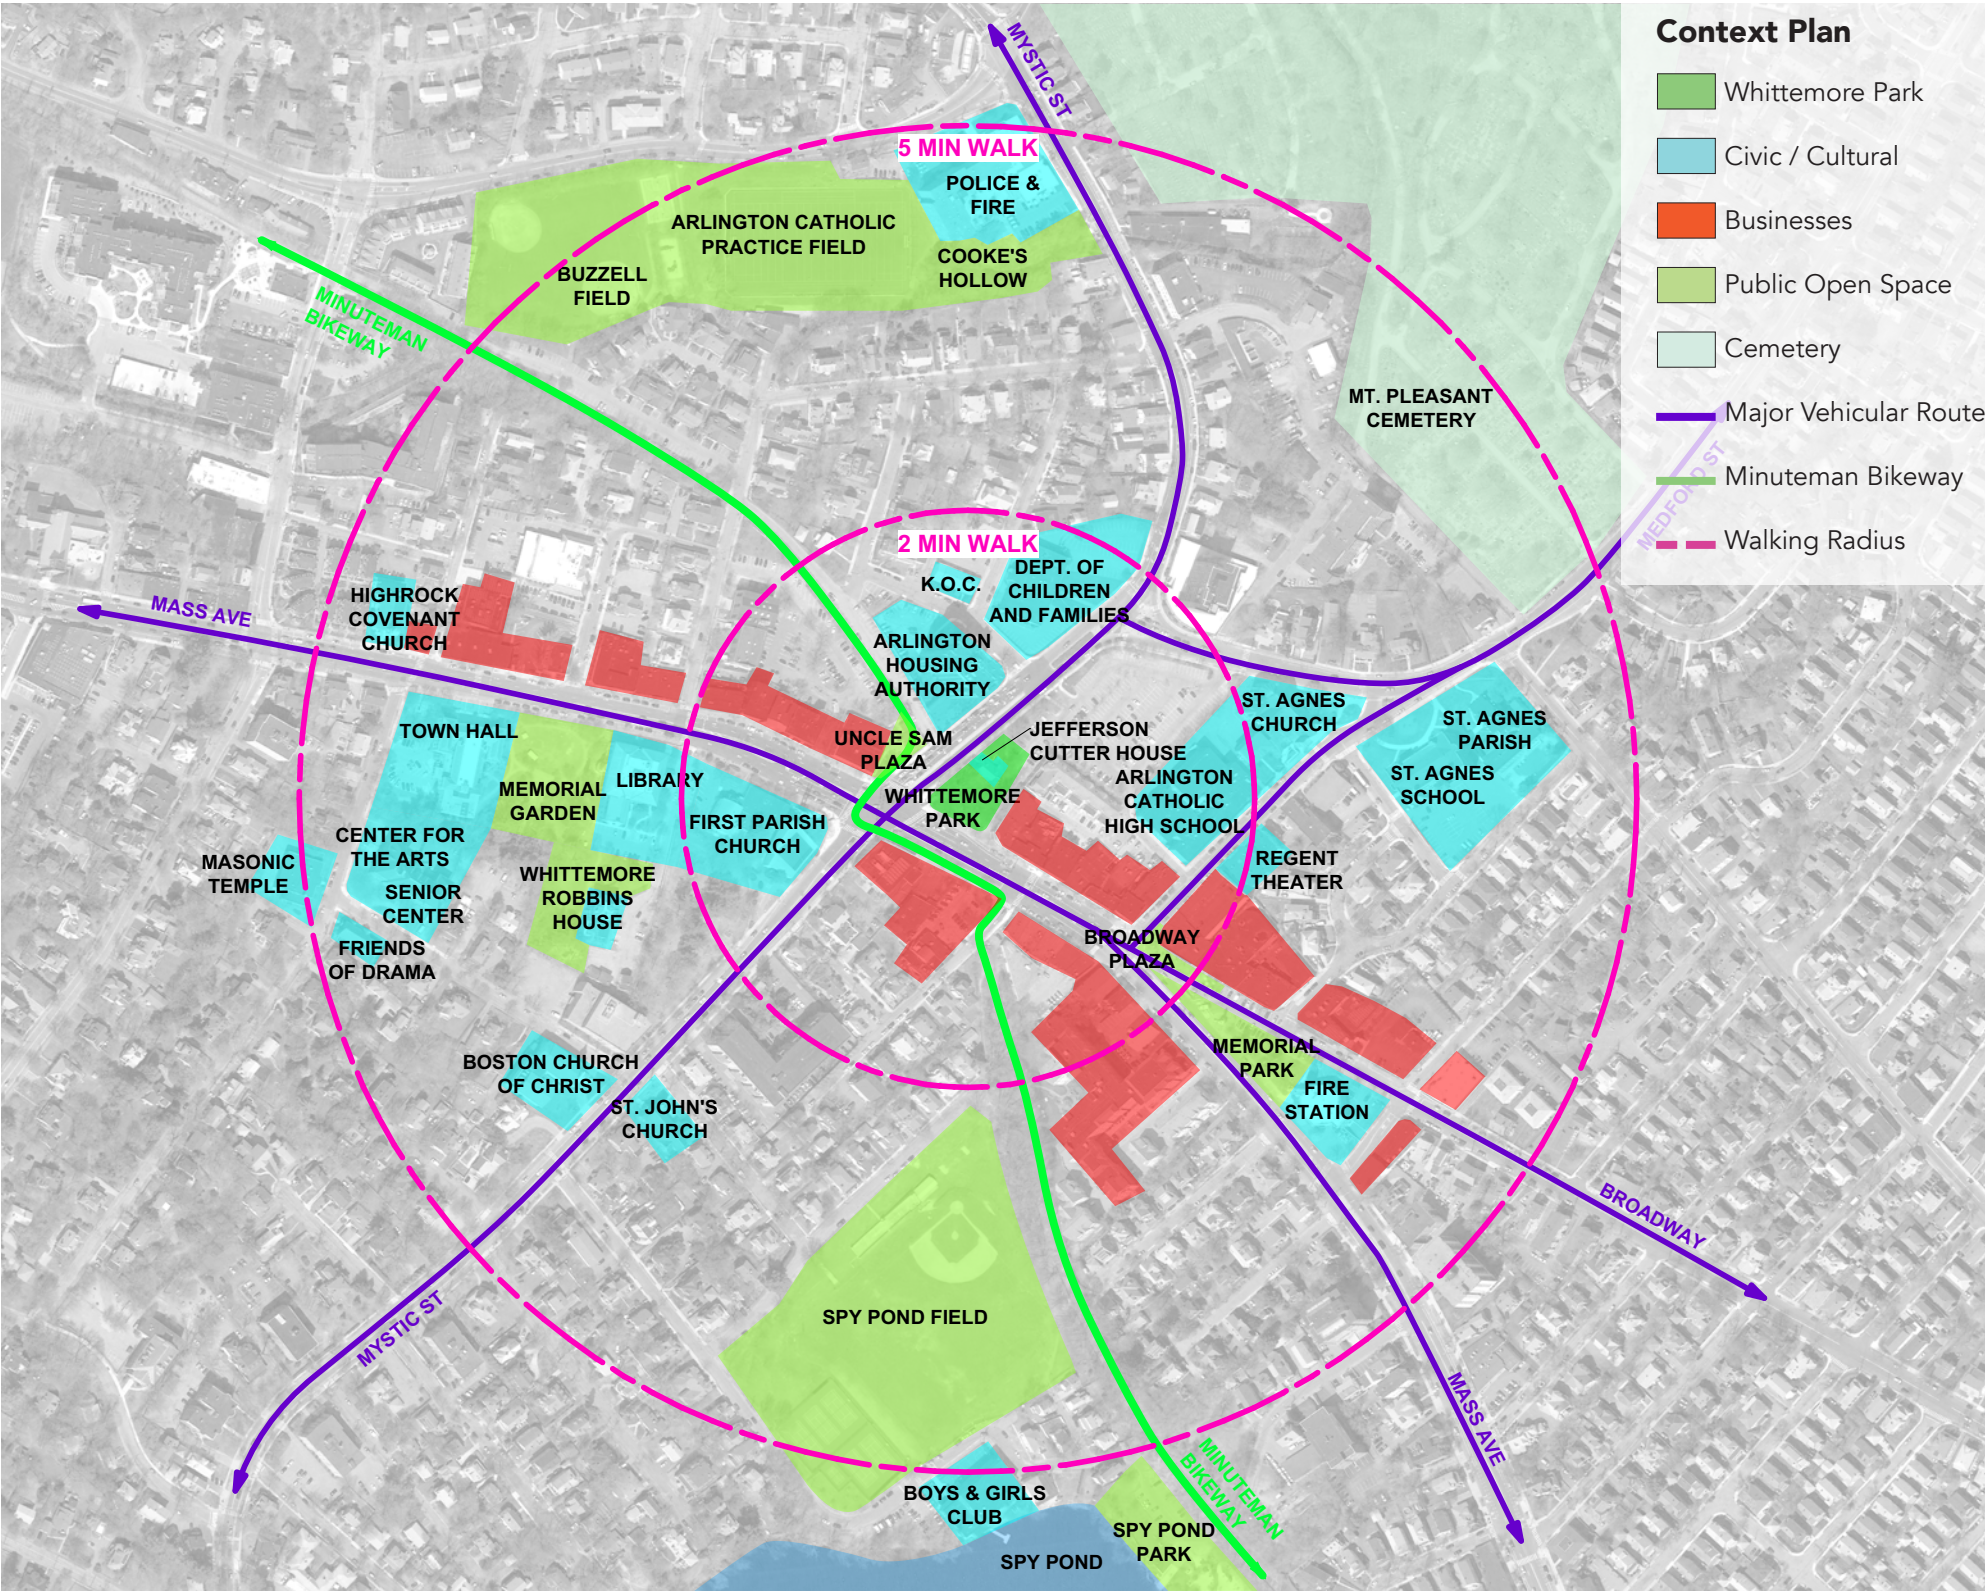 Context Plan
Whittemore Park
Civic / Cultural
Businesses
Public Open Space
Cemetery
Major Vehicular Route
Minuteman Bikeway
Walking Radius
MYSTIC ST
5 MIN WALK
POLICE &
FIRE
ARLINGTON CATHOLIC
PRACTICE FIELD
COOKE'S
HOLLOW
BUZZELL
FIELD
MINUTEMAN
BIKEWAY
MT. PLEASANT
CEMETERY
MEDFORD ST
2 MIN WALK
K.O.C.
DEPT. OF
CHILDREN
AND FAMILIES
HIGHROCK
COVENANT
CHURCH
MASS AVE
ARLINGTON
HOUSING
AUTHORITY
ST. AGNES
CHURCH
ST. AGNES
PARISH
ST. AGNES
SCHOOL
TOWN HALL
UNCLE SAM
PLAZA
JEFFERSON
CUTTER HOUSE
ARLINGTON
CATHOLIC
HIGH SCHOOL
MEMORIAL
GARDEN
LIBRARY
WHITTEMORE
PARK
FIRST PARISH
CHURCH
CENTER FOR
THE ARTS
MASONIC
TEMPLE
SENIOR
CENTER
WHITTEMORE
ROBBINS
HOUSE
REGENT
THEATER
FRIENDS
OF DRAMA
BROADWAY
PLAZA
BOSTON CHURCH
OF CHRIST
ST. JOHN'S
CHURCH
MEMORIAL
PARK
FIRE
STATION
BROADWAY
SPY POND FIELD
MYSTIC ST
MASS AVE
MINUTEMAN
BIKEWAY
BOYS & GIRLS
CLUB
SPY POND
PARK
SPY POND